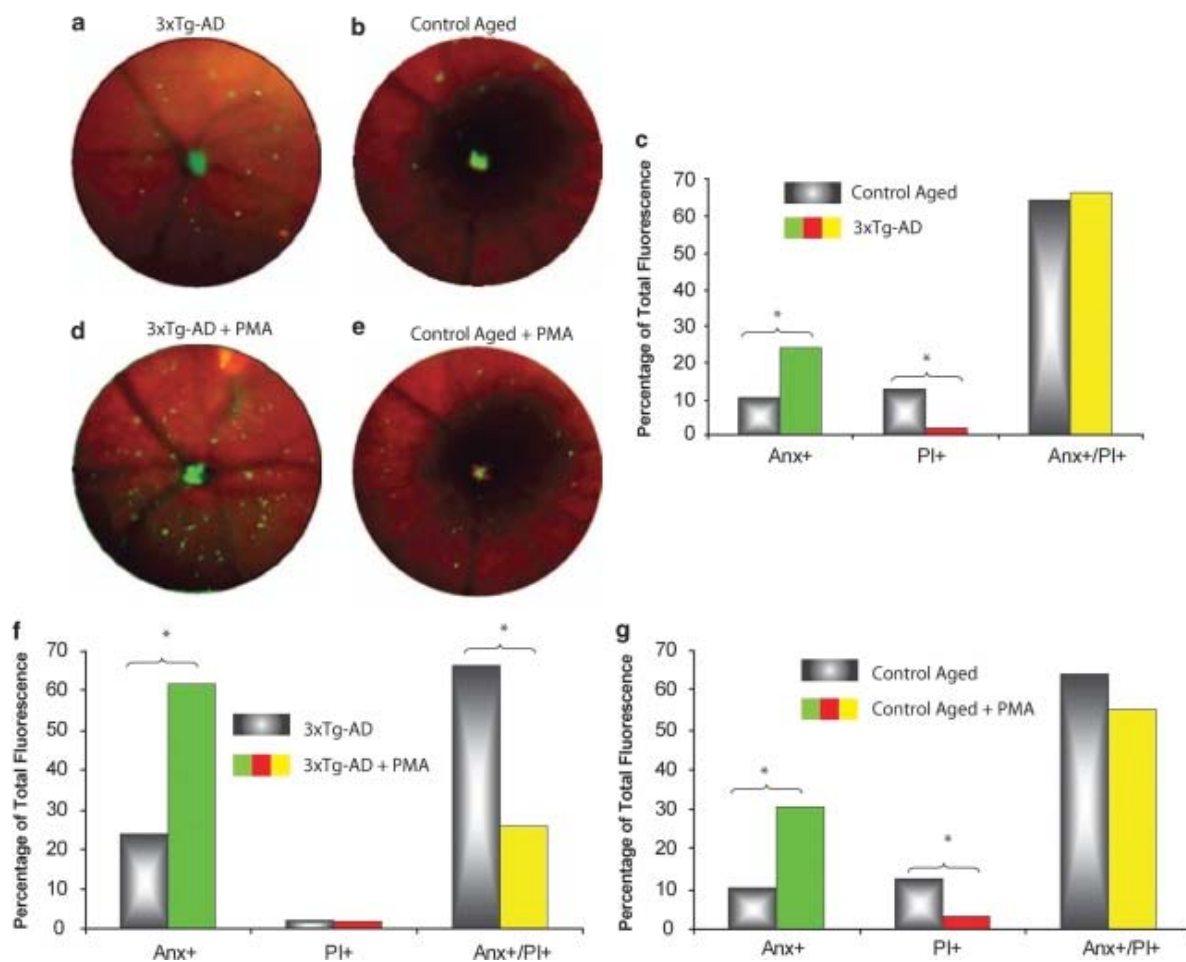 a 3xTg-AD
b Control Aged
c
Percentage of Total Fluorescence
70
60
50
40
30
20
10
0
Control Aged
3xTg-AD
*
*
Anx+
PI+
Anx+/PI+
d 3xTg-AD + PMA
e Control Aged + PMA
f
Percentage of Total Fluorescence
70
60
50
40
30
20
10
0
*
*
3xTg-AD
3xTg-AD + PMA
Anx+
PI+
Anx+/PI+
g
Percentage of Total Fluorescence
70
60
50
40
30
20
10
0
Control Aged
Control Aged + PMA
*
*
Anx+
PI+
Anx+/PI+